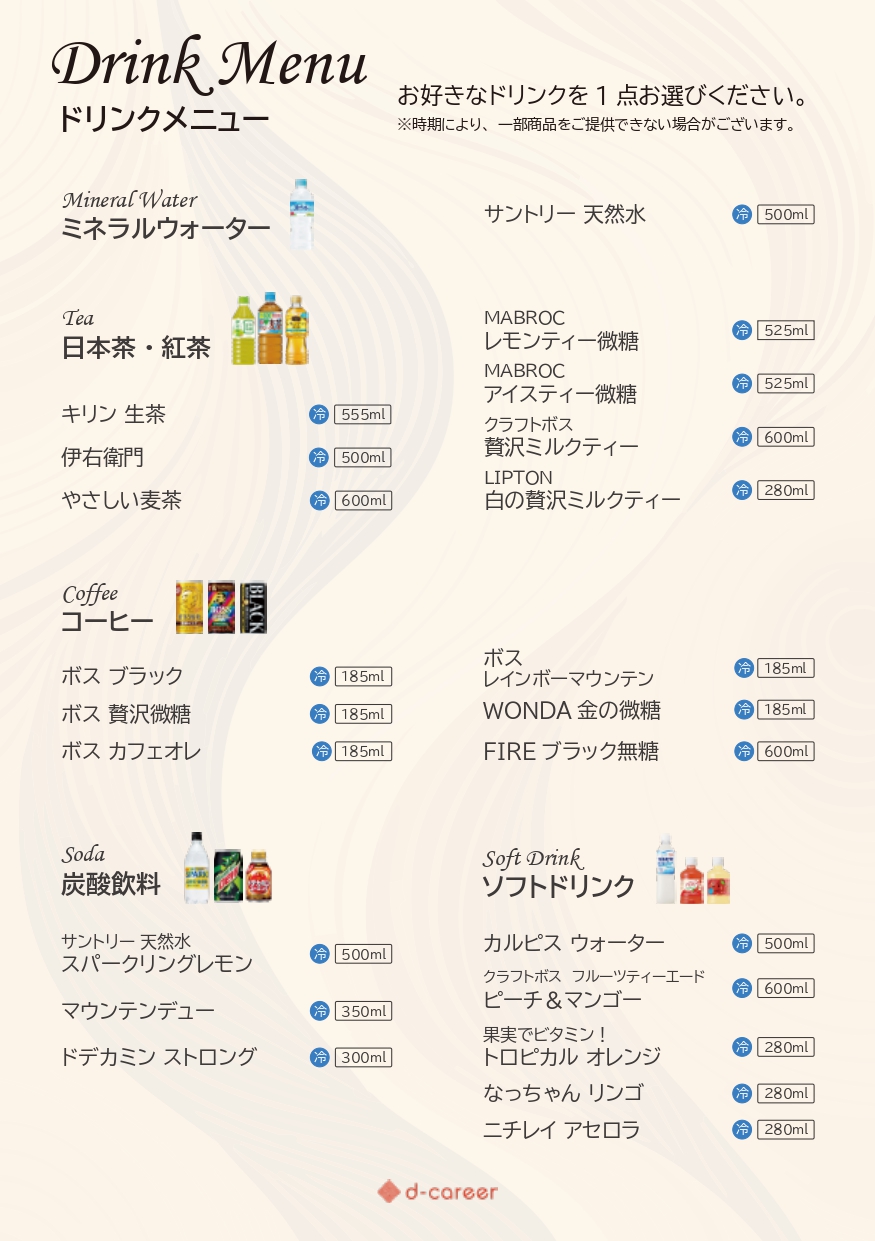 Drink Menu
ドリンクメニュー
お好きなドリンクを1点お選びください。
※時期により、一部商品をご提供できない場合がございます。
Mineral Water
ミネラルウォーター
サントリー 天然水 冷 500ml
Tea
日本茶・紅茶
キリン 生茶 冷 555ml
伊右衛門 冷 500ml
やさしい麦茶 冷 600ml
MABROC
レモンティー微糖 冷 525ml
MABROC
アイスティー微糖 冷 525ml
クラフトボス
贅沢ミルクティー 冷 600ml
LIPTON
白の贅沢ミルクティー 冷 280ml
Coffee
コーヒー
BOSS
BLACK
ボス ブラック 冷 185ml
ボス 贅沢微糖 冷 185ml
ボス カフェオレ 冷 185ml
ボス
レインボーマウンテン 冷 185ml
WONDA 金の微糖 冷 185ml
FIRE ブラック無糖 冷 600ml
Soda
炭酸飲料
サントリー 天然水
スパークリングレモン 冷 500ml
マウンテンデュー 冷 350ml
ドデカミン ストロング 冷 300ml
Soft Drink
ソフトドリンク
カルピス ウォーター 冷 500ml
クラフトボス フルーツティーエード
ピーチ&マンゴー 冷 600ml
果実でビタミン！
トロピカル オレンジ 冷 280ml
なっちゃん リンゴ 冷 280ml
ニチレイ アセロラ 冷 280ml
d-career